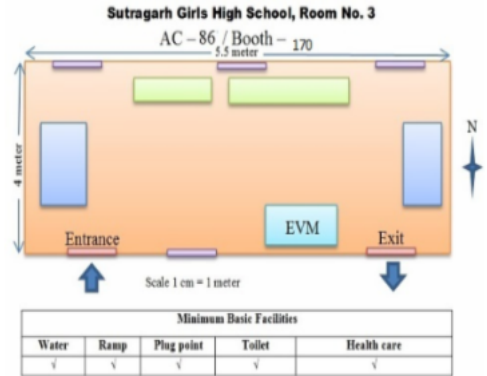 Sutragarh Girls High School, Room No. 3
AC – 86 / Booth – 170
5.5 meter
4 meter
N
EVM
Entrance
Exit
Scale 1 cm = 1 meter
Minimum Basic Facilities
Water Ramp Plug point Toilet Health care
√ √ √ √ √